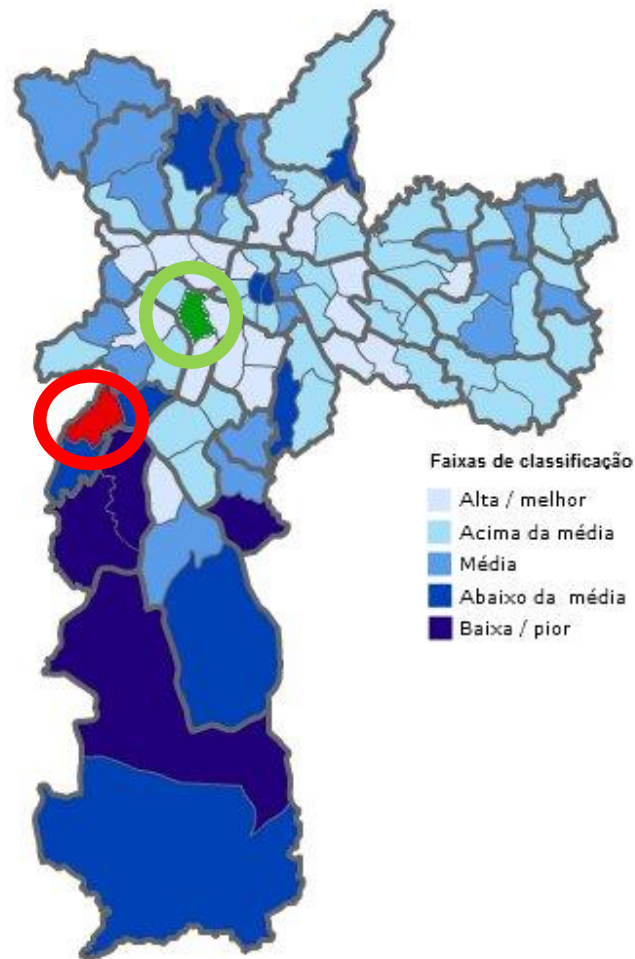 Faixas de classificação
Alta / melhor
Acima da média
Média
Abaixo da média
Baixa / pior